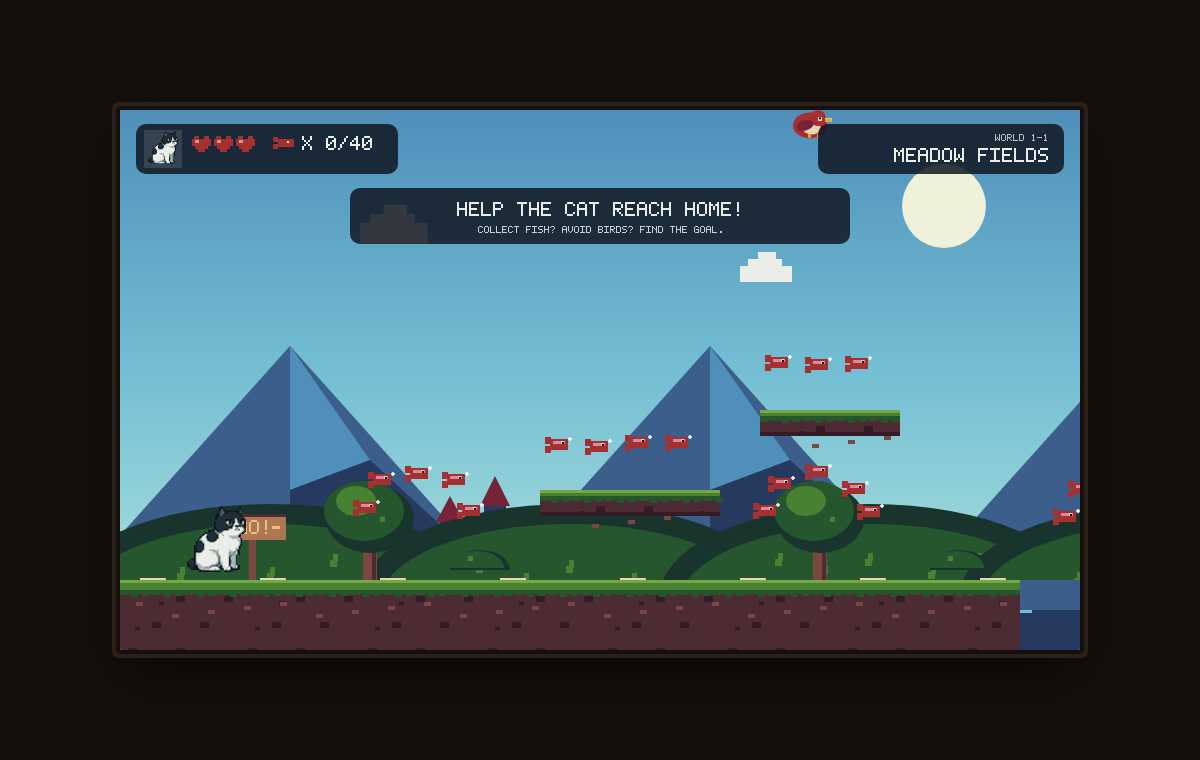 X 0/40
WORLD 1-1
MEADOW FIELDS
HELP THE CAT REACH HOME!
COLLECT FISH? AVOID BIRDS? FIND THE GOAL.